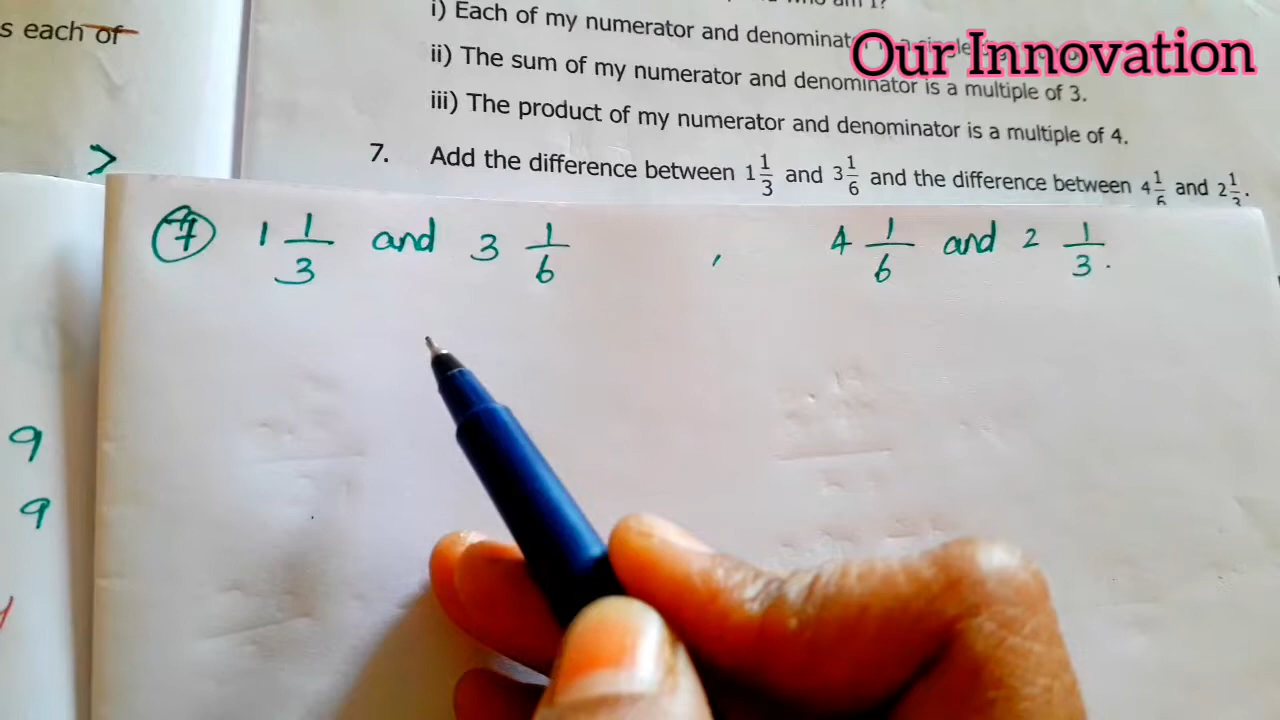 who am I?
s each of
i) Each of my numerator and denominat
Our Innovation
ii) The sum of my numerator and denominator is a multiple of 3.
iii) The product of my numerator and denominator is a multiple of 4.
>
7. Add the difference between 1 1/3 and 3 1/6 and the difference between 4 1/6 and 2 1/3.
7 1 1/3 and 3 1/6 , 4 1/6 and 2 1/3.
9
9